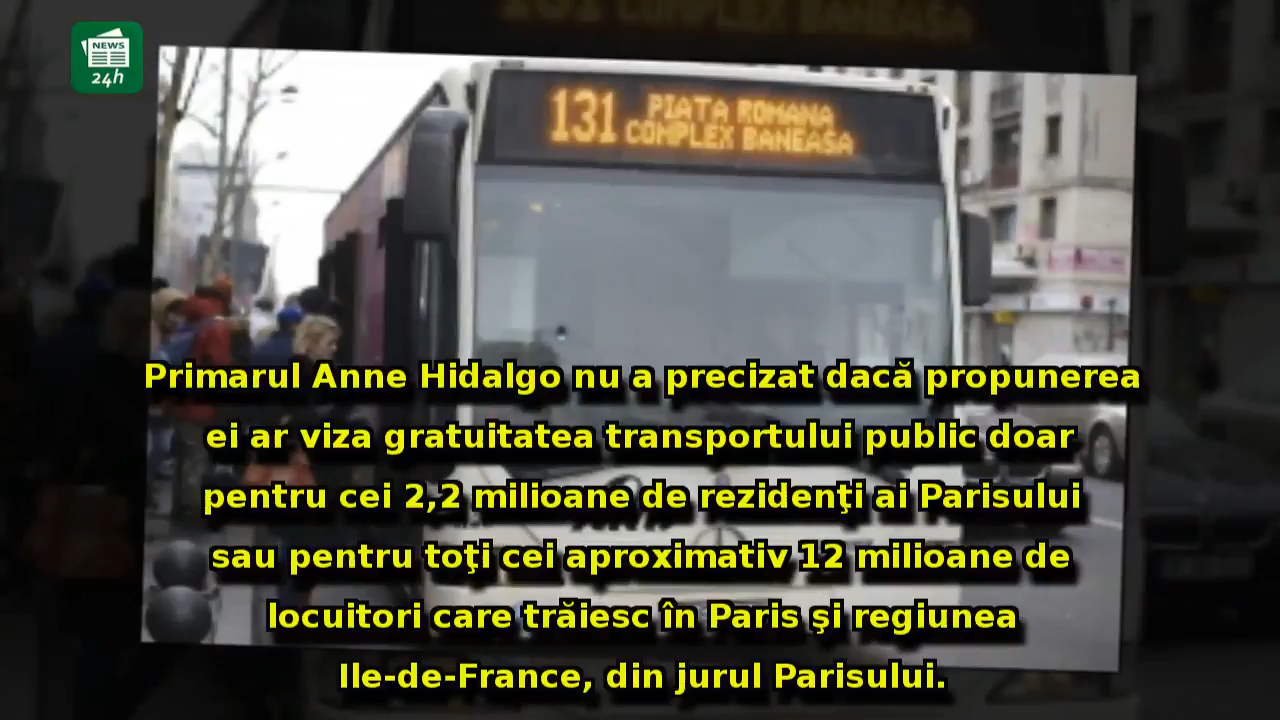 NEWS
24h
131 PIATA ROMANA
COMPLEX BANEASA
Primarul Anne Hidalgo nu a precizat dacă propunerea
ei ar viza gratuitatea transportului public doar
pentru cei 2,2 milioane de rezidenţi ai Parisului
sau pentru toţi cei aproximativ 12 milioane de
locuitori care trăiesc în Paris şi regiunea
Ile-de-France, din jurul Parisului.